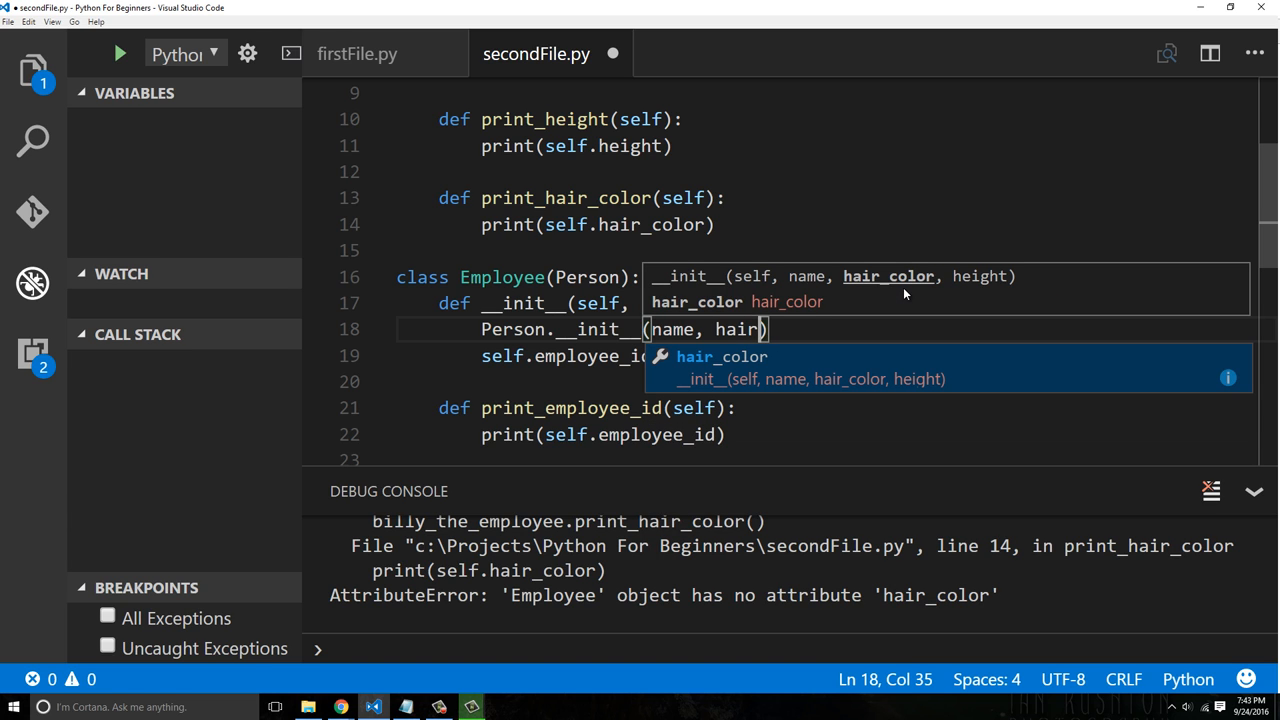 secondFile.py - Python For Beginners - Visual Studio Code
File Edit View Go Help
1
2
Python
VARIABLES
WATCH
CALL STACK
BREAKPOINTS
All Exceptions
Uncaught Exceptions
firstFile.py secondFile.py
9
10 def print_height(self):
11 print(self.height)
12
13 def print_hair_color(self):
14 print(self.hair_color)
15
16 class Employee(Person):
17 def __init__(self,
18 Person.__init__(name, hair)
19 self.employee_id
20
21 def print_employee_id(self):
22 print(self.employee_id)
23
__init__(self, name, hair_color, height)
hair_color hair_color
hair_color
__init__(self, name, hair_color, height)
DEBUG CONSOLE
billy_the_employee.print_hair_color()
File "c:\Projects\Python For Beginners\secondFile.py", line 14, in print_hair_color
print(self.hair_color)
AttributeError: 'Employee' object has no attribute 'hair_color'
0 0 Ln 18, Col 35 Spaces: 4 UTF-8 CRLF Python
I'm Cortana. Ask me anything.
7:43 PM
9/24/2016